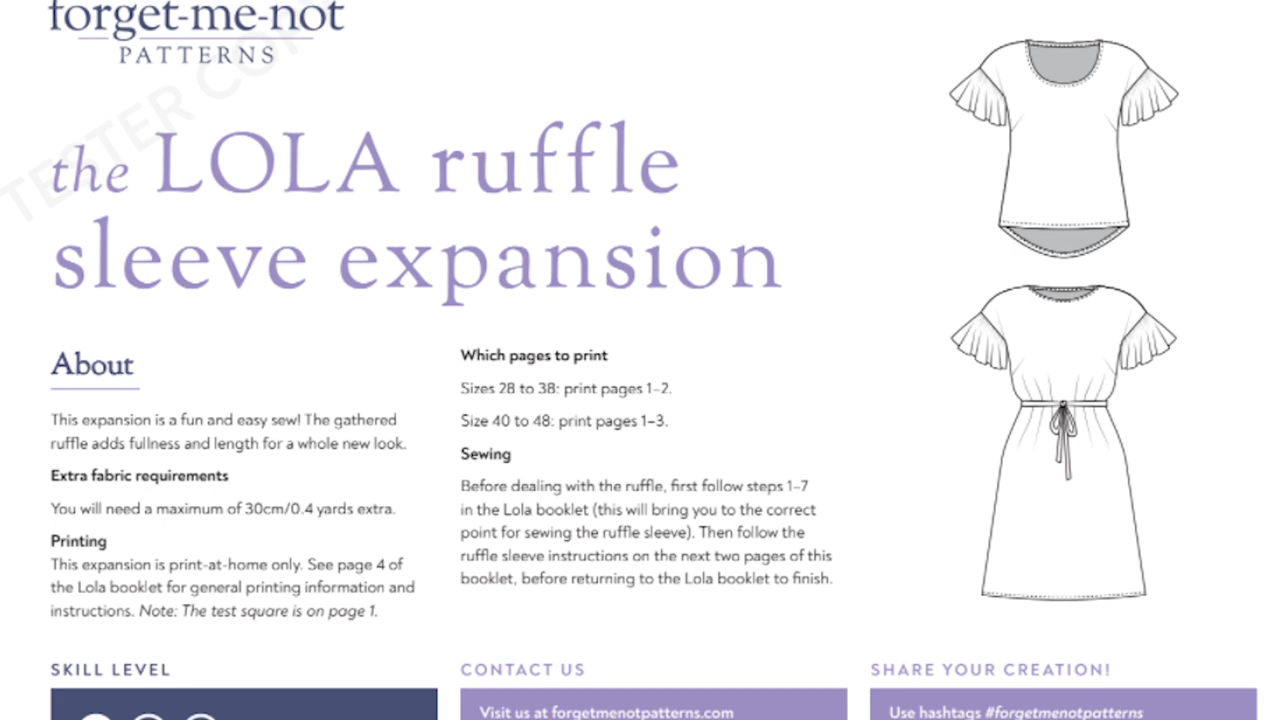 forget-me-not
PATTERNS
TESTER CO
the LOLA ruffle
sleeve expansion
About
This expansion is a fun and easy sew! The gathered
ruffle adds fullness and length for a whole new look.
Extra fabric requirements
You will need a maximum of 30cm/0.4 yards extra.
Printing
This expansion is print-at-home only. See page 4 of
the Lola booklet for general printing information and
instructions. Note: The test square is on page 1.
Which pages to print
Sizes 28 to 38: print pages 1–2.
Size 40 to 48: print pages 1–3.
Sewing
Before dealing with the ruffle, first follow steps 1–7
in the Lola booklet (this will bring you to the correct
point for sewing the ruffle sleeve). Then follow the
ruffle sleeve instructions on the next two pages of this
booklet, before returning to the Lola booklet to finish.
SKILL LEVEL
CONTACT US
Visit us at forgetmenotpatterns.com
SHARE YOUR CREATION!
Use hashtags #forgetmenotpatterns